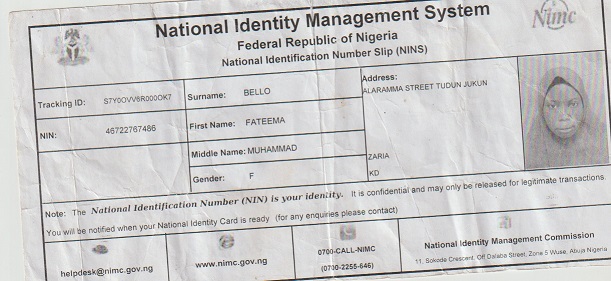 National Identity Management System
Federal Republic of Nigeria
National Identification Number Slip (NINS)
Nimc
Tracking ID: S7Y0OVV6R000OK7
Surname: BELLO
Address:
ALARAMMA STREET TUDUN JUKUN
NIN: 46722767486
First Name: FATEEMA
Middle Name: MUHAMMAD
ZARIA
Gender: F
KD
Note: The National Identification Number (NIN) is your identity. It is confidential and may only be released for legitimate transactions.
You will be notified when your National Identity Card is ready (for any enquiries please contact)
helpdesk@nimc.gov.ng
www.nimc.gov.ng
0700-CALL-NIMC
(0700-2255-646)
National Identity Management Commission
11, Sokode Crescent, Off Dalaba Street, Zone 5 Wuse, Abuja Nigeria